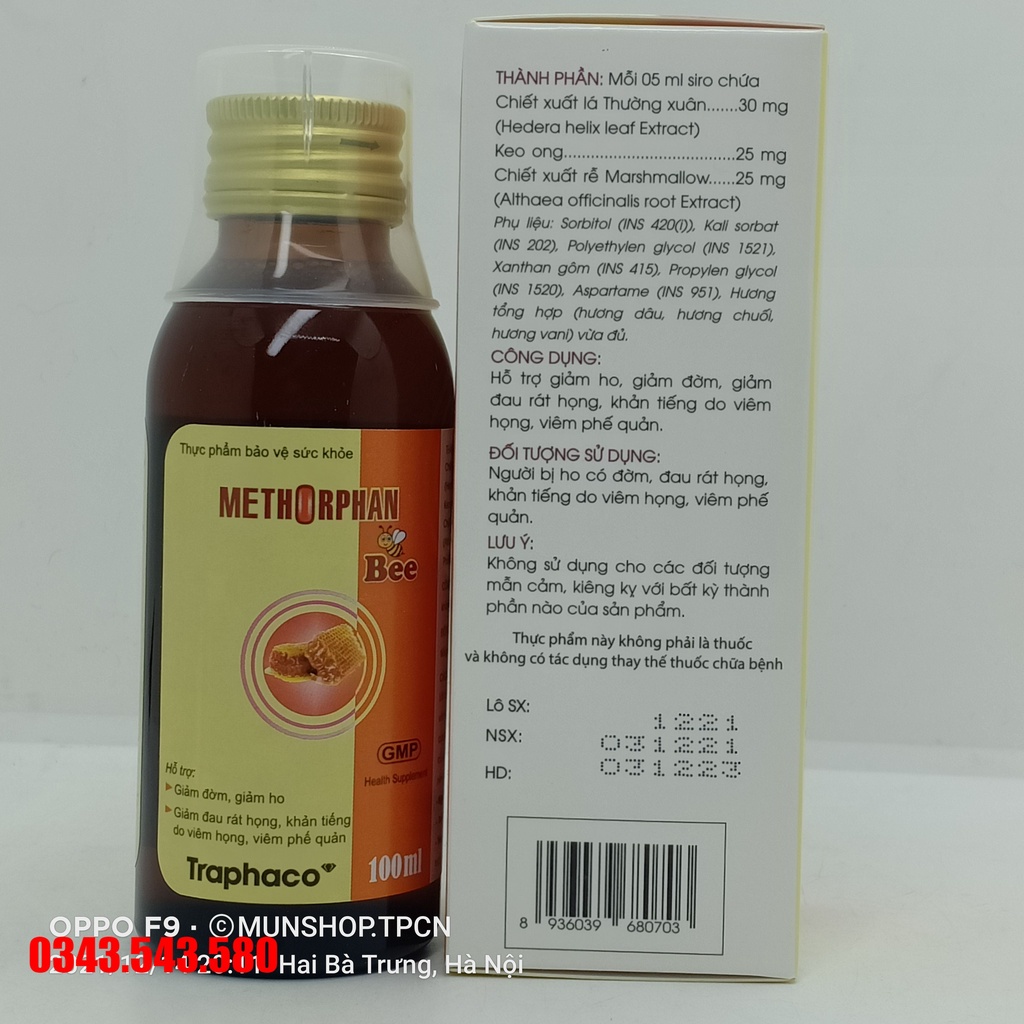 Thực phẩm bảo vệ sức khỏe
METHORPHAN
Bee
GMP
Health Supplement
Hỗ trợ:
Giảm đờm, giảm ho
Giảm đau rát họng, khản tiếng
do viêm họng, viêm phế quản
Traphaco
100ml
THÀNH PHẦN: Mỗi 05 ml siro chứa
Chiết xuất lá Thường xuân.......30 mg
(Hedera helix leaf Extract)
Keo ong......................................25 mg
Chiết xuất rễ Marshmallow......25 mg
(Althaea officinalis root Extract)
Phụ liệu: Sorbitol (INS 420(i)), Kali sorbat
(INS 202), Polyethylen glycol (INS 1521),
Xanthan gôm (INS 415), Propylen glycol
(INS 1520), Aspartame (INS 951), Hương
tổng hợp (hương dâu, hương chuối,
hương vani) vừa đủ.
CÔNG DỤNG:
Hỗ trợ giảm ho, giảm đờm, giảm
đau rát họng, khản tiếng do viêm
họng, viêm phế quản.
ĐỐI TƯỢNG SỬ DỤNG:
Người bị ho có đờm, đau rát họng,
khản tiếng do viêm họng, viêm phế
quản.
LƯU Ý:
Không sử dụng cho các đối tượng
mẫn cảm, kiêng kỵ với bất kỳ thành
phần nào của sản phẩm.
Thực phẩm này không phải là thuốc
và không có tác dụng thay thế thuốc chữa bệnh
Lô SX: 1221
NSX: 031221
HD: 031223
8 936039 680703
OPPO F9 · ©MUNSHOP.TPCN
0343.543.580
Hai Bà Trưng, Hà Nội